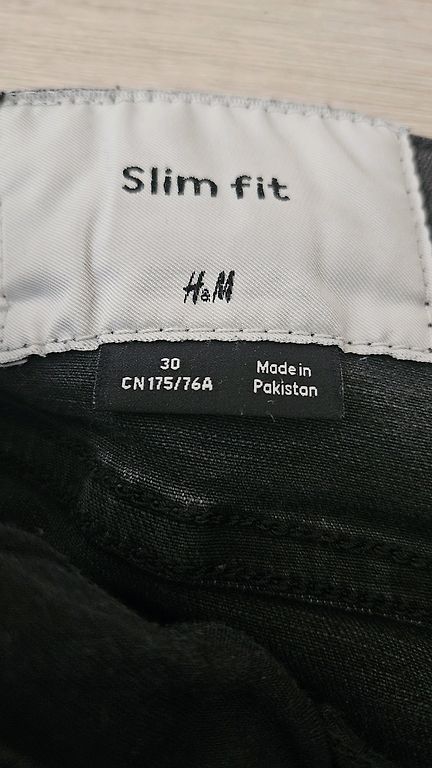 Slim fit
H&M
30
CN175/76A
Made in
Pakistan